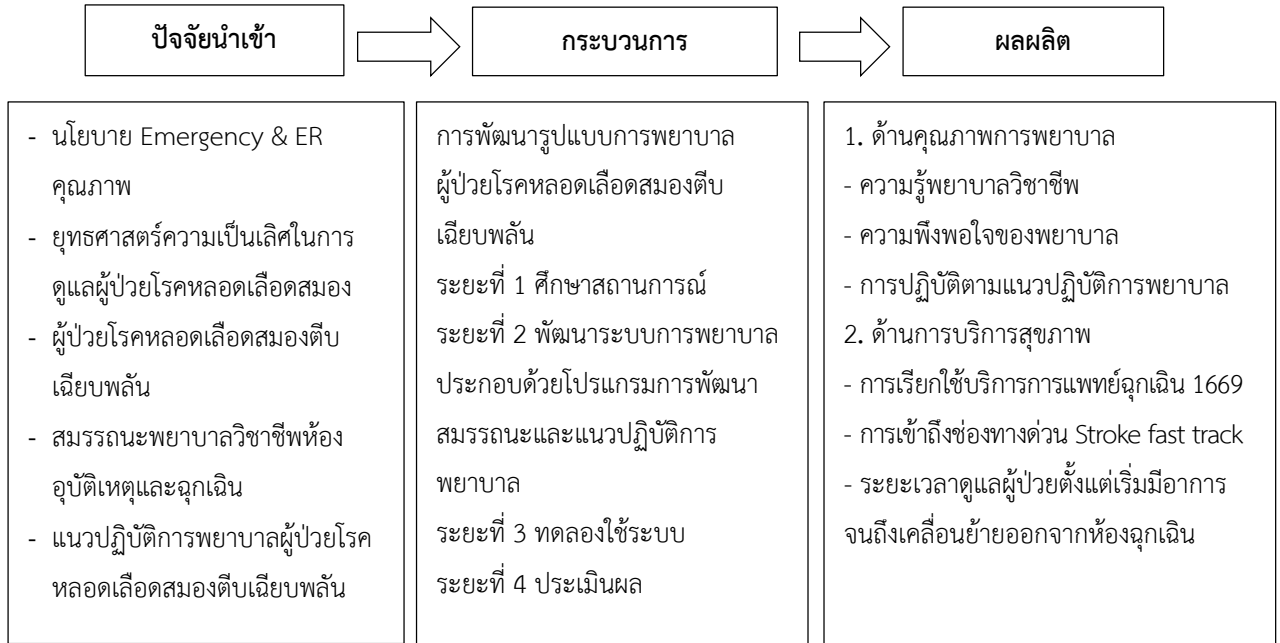 ปัจจัยนำเข้า
กระบวนการ
ผลผลิต
- นโยบาย Emergency & ER
คุณภาพ
- ยุทธศาสตร์ความเป็นเลิศในการ
ดูแลผู้ป่วยโรคหลอดเลือดสมอง
- ผู้ป่วยโรคหลอดเลือดสมองตีบ
เฉียบพลัน
- สมรรถนะพยาบาลวิชาชีพห้อง
อุบัติเหตุและฉุกเฉิน
- แนวปฏิบัติการพยาบาลผู้ป่วยโรค
หลอดเลือดสมองตีบเฉียบพลัน
การพัฒนารูปแบบการพยาบาล
ผู้ป่วยโรคหลอดเลือดสมองตีบ
เฉียบพลัน
ระยะที่ 1 ศึกษาสถานการณ์
ระยะที่ 2 พัฒนาระบบการพยาบาล
ประกอบด้วยโปรแกรมการพัฒนา
สมรรถนะและแนวปฏิบัติการ
พยาบาล
ระยะที่ 3 ทดลองใช้ระบบ
ระยะที่ 4 ประเมินผล
1. ด้านคุณภาพการพยาบาล
- ความรู้พยาบาลวิชาชีพ
- ความพึงพอใจของพยาบาล
- การปฏิบัติตามแนวปฏิบัติการพยาบาล
2. ด้านการบริการสุขภาพ
- การเรียกใช้บริการการแพทย์ฉุกเฉิน 1669
- การเข้าถึงช่องทางด่วน Stroke fast track
- ระยะเวลาดูแลผู้ป่วยตั้งแต่เริ่มมีอาการ
จนถึงเคลื่อนย้ายออกจากห้องฉุกเฉิน